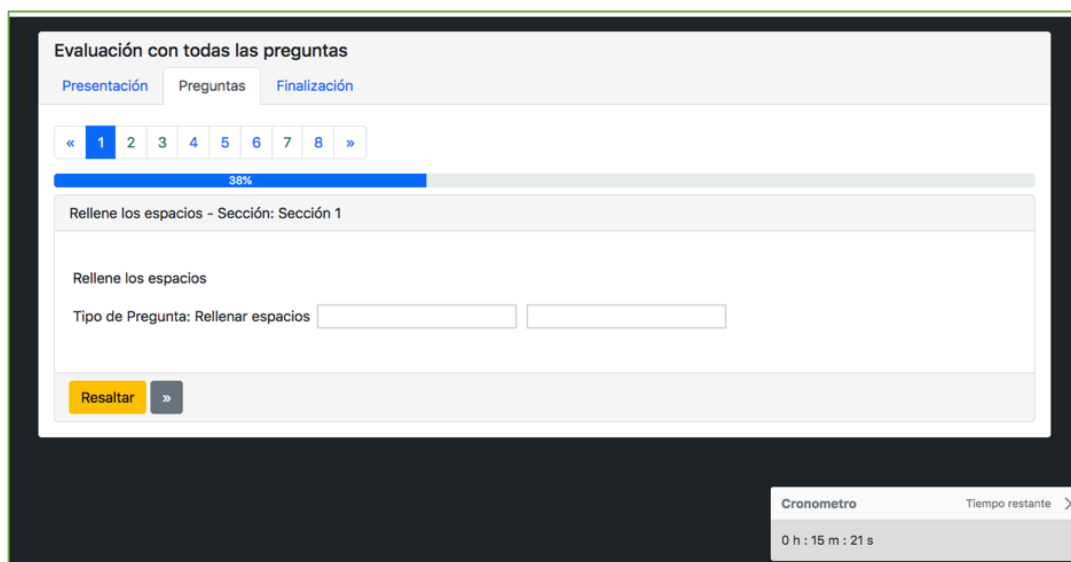 Evaluación con todas las preguntas
Presentación Preguntas Finalización
« 1 2 3 4 5 6 7 8 »
38%
Rellene los espacios - Sección: Sección 1
Rellene los espacios
Tipo de Pregunta: Rellenar espacios
Resaltar »
Cronometro Tiempo restante
0 h : 15 m : 21 s